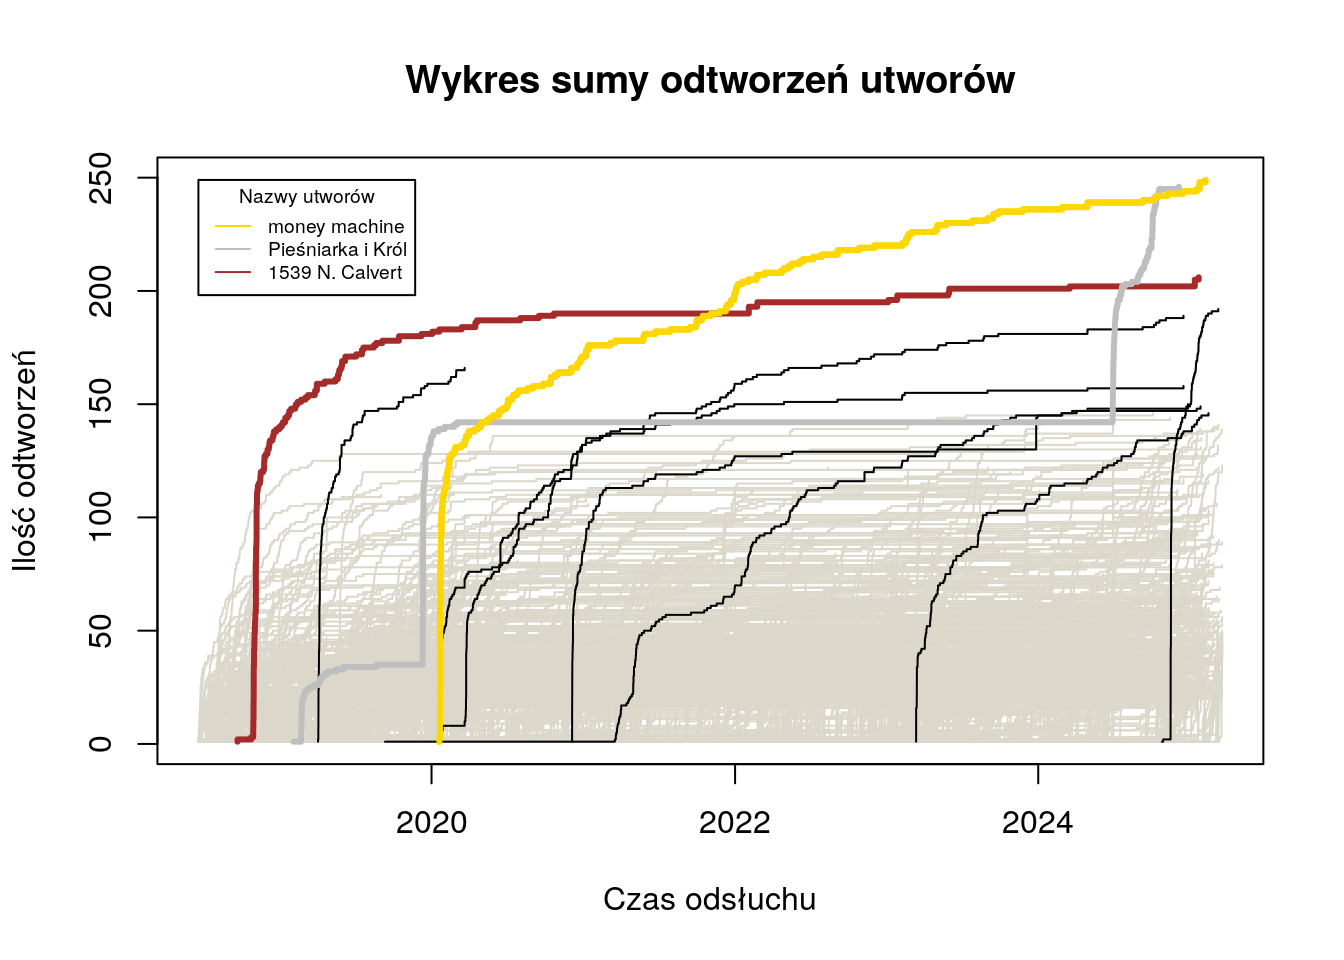 Wykres sumy odtworzeń utworów
Ilość odtworzeń
250
200
150
100
50
0
Nazwy utworów
money machine
Pieśniarka i Król
1539 N. Calvert
2020 2022 2024
Czas odsłuchu